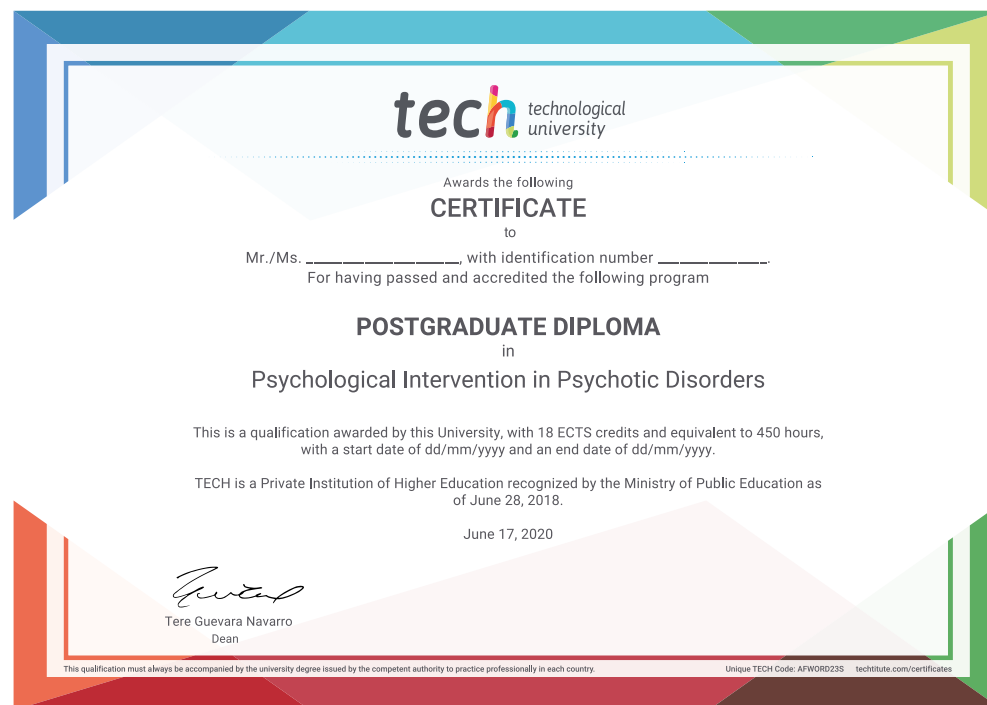 tech technological
university
Awards the following
CERTIFICATE
to
Mr./Ms. ____________________, with identification number ______________.
For having passed and accredited the following program
POSTGRADUATE DIPLOMA
in
Psychological Intervention in Psychotic Disorders
This is a qualification awarded by this University, with 18 ECTS credits and equivalent to 450 hours,
with a start date of dd/mm/yyyy and an end date of dd/mm/yyyy.
TECH is a Private Institution of Higher Education recognized by the Ministry of Public Education as
of June 28, 2018.
June 17, 2020
Tere Guevara Navarro
Dean
This qualification must always be accompanied by the university degree issued by the competent authority to practice professionally in each country.
Unique TECH Code: AFWORD23S techtitute.com/certificates